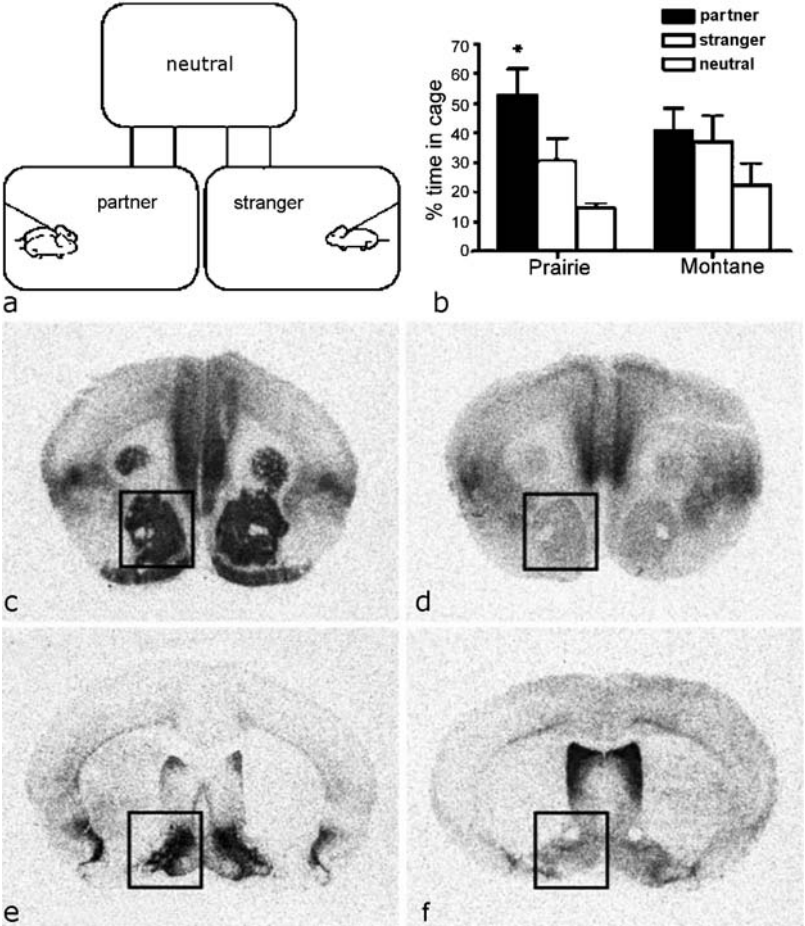 neutral
partner
stranger
a
partner
stranger
neutral
*
70
60
50
40
30
20
10
0
% time in cage
Prairie
Montane
b
c
d
e
f